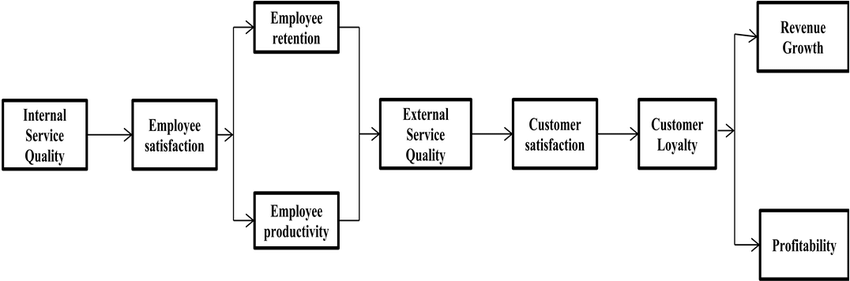 Internal
Service
Quality
Employee
satisfaction
Employee
retention
Employee
productivity
External
Service
Quality
Customer
satisfaction
Customer
Loyalty
Revenue
Growth
Profitability